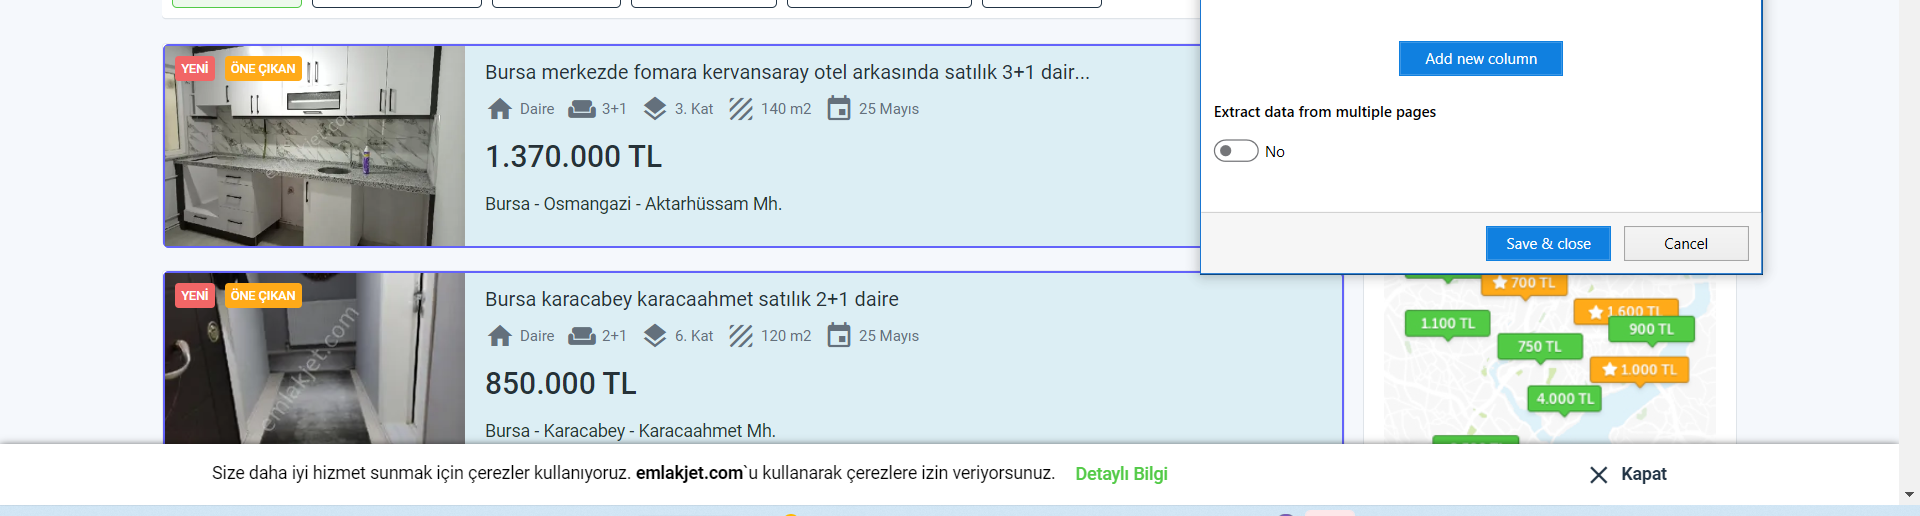 YENİ
ÖNE ÇIKAN
Bursa merkezde fomara kervansaray otel arkasında satılık 3+1 dair...
Daire 3+1 3. Kat 140 m2 25 Mayıs
1.370.000 TL
Bursa - Osmangazi - Aktarhüssam Mh.
emlakjet.com
Add new column
Extract data from multiple pages
No
Save & close
Cancel
YENİ
ÖNE ÇIKAN
Bursa karacabey karacaahmet satılık 2+1 daire
Daire 2+1 6. Kat 120 m2 25 Mayıs
850.000 TL
Bursa - Karacabey - Karacaahmet Mh.
emlakjet.com
700 TL
1.600 TL
1.100 TL
900 TL
750 TL
1.000 TL
4.000 TL
Size daha iyi hizmet sunmak için çerezler kullanıyoruz. emlakjet.com`u kullanarak çerezlere izin veriyorsunuz. Detaylı Bilgi
Kapat